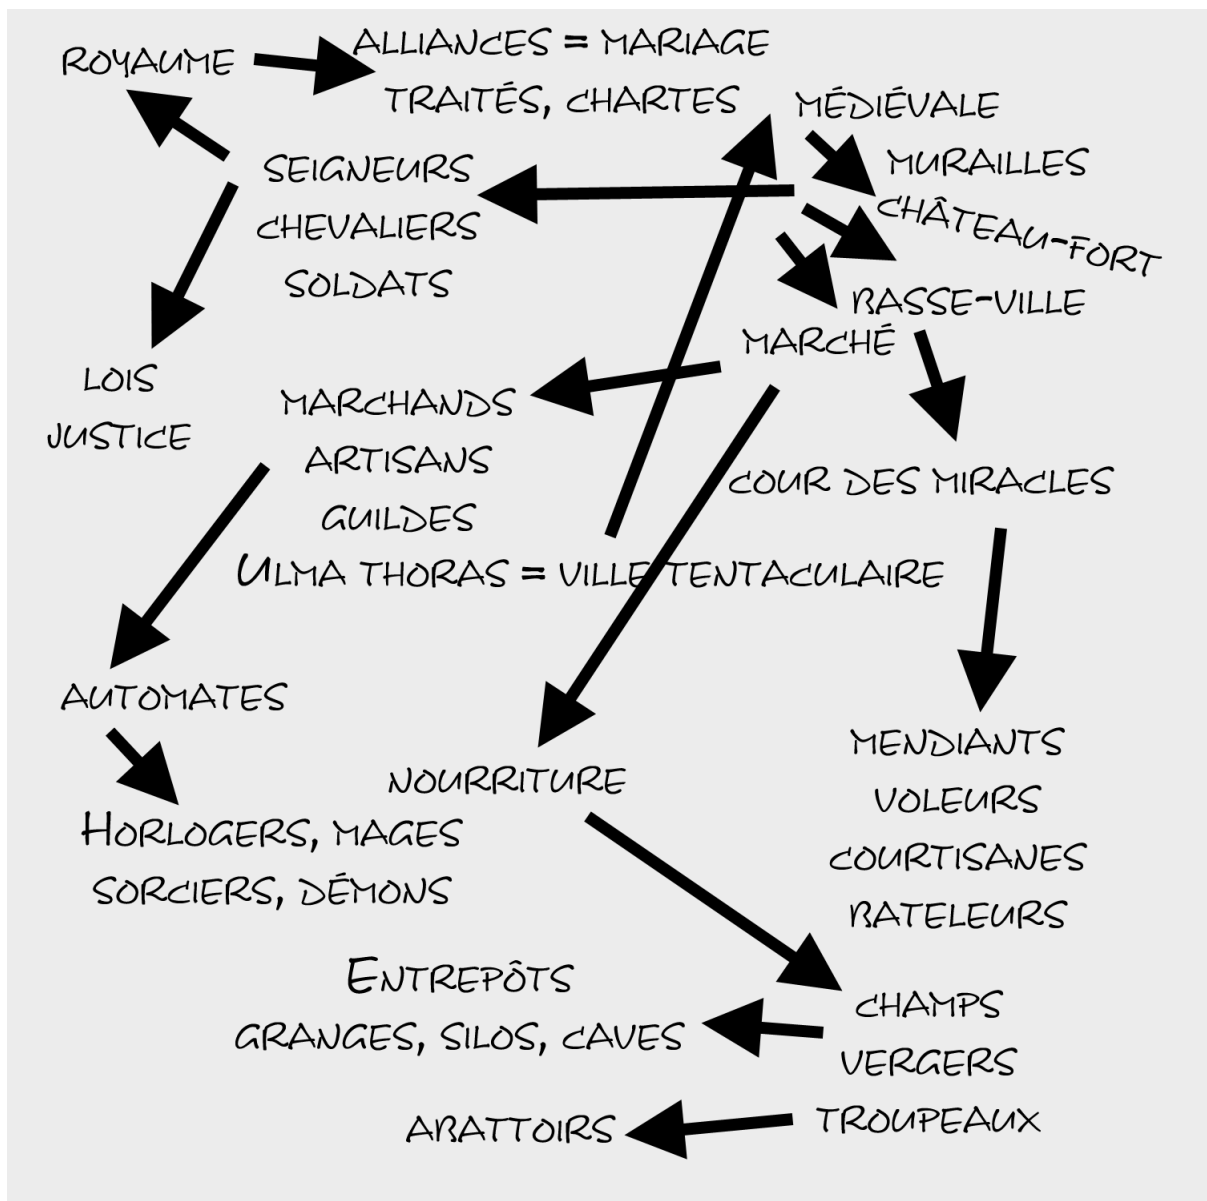 ROYAUME
ALLIANCES = MARIAGE
TRAITÉS, CHARTES
MÉDIÉVALE
MURAILLES
CHÂTEAU-FORT
SEIGNEURS
CHEVALIERS
SOLDATS
BASSE-VILLE
MARCHÉ
LOIS
JUSTICE
MARCHANDS
ARTISANS
GUILDES
COUR DES MIRACLES
ULMA THORAS = VILLE TENTACULAIRE
AUTOMATES
HORLOGERS, MAGES
SORCIERS, DÉMONS
NOURRITURE
MENDIANTS
VOLEURS
COURTISANES
BATELEURS
ENTREPÔTS
GRANGES, SILOS, CAVES
CHAMPS
VERGERS
TROUPEAUX
ABATTOIRS